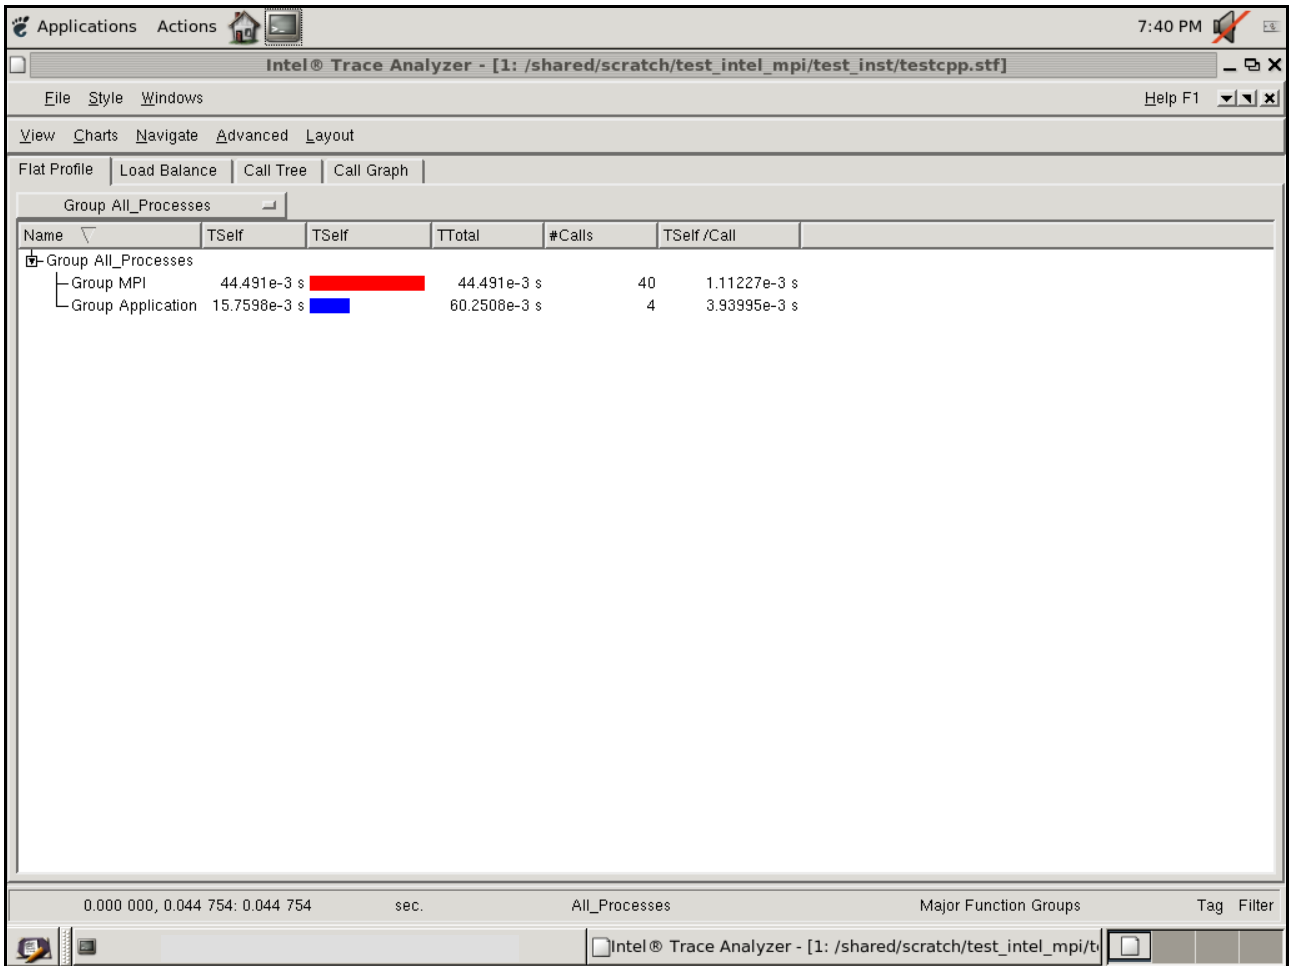 Applications Actions 7:40 PM
Intel® Trace Analyzer - [1: /shared/scratch/test_intel_mpi/test_inst/testcpp.stf]
File Style Windows Help F1
View Charts Navigate Advanced Layout
Flat Profile Load Balance Call Tree Call Graph
Group All_Processes
Name TSelf TSelf TTotal #Calls TSelf /Call
Group All_Processes
Group MPI 44.491e-3 s 44.491e-3 s 40 1.11227e-3 s
Group Application 15.7598e-3 s 60.2508e-3 s 4 3.93995e-3 s
0.000 000, 0.044 754: 0.044 754 sec. All_Processes Major Function Groups Tag Filter
Intel® Trace Analyzer - [1: /shared/scratch/test_intel_mpi/t